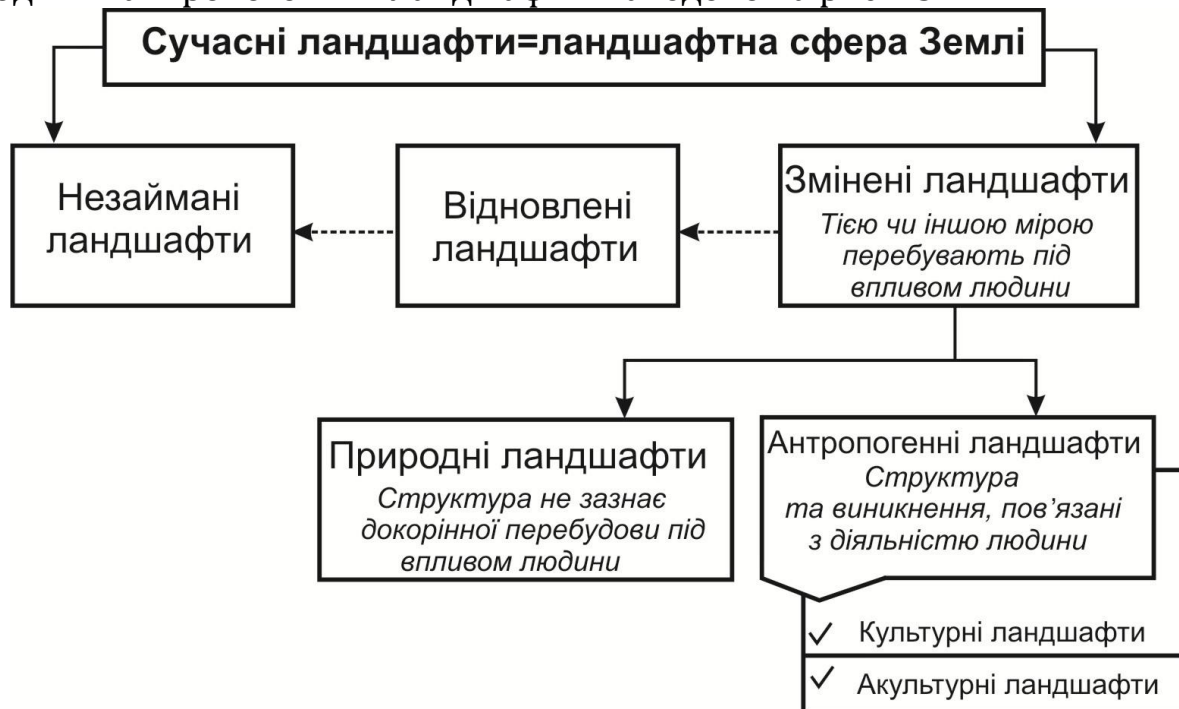 Сучасні ландшафти=ландшафтна сфера Землі
Незаймані
ландшафти
Відновлені
ландшафти
Змінені ландшафти
Тією чи іншою мірою
перебувають під
впливом людини
Природні ландшафти
Структура не зазнає
докорінної перебудови під
впливом людини
Антропогенні ландшафти
Структура
та виникнення, пов’язані
з діяльністю людини
✓ Культурні ландшафти
✓ Акультурні ландшафти